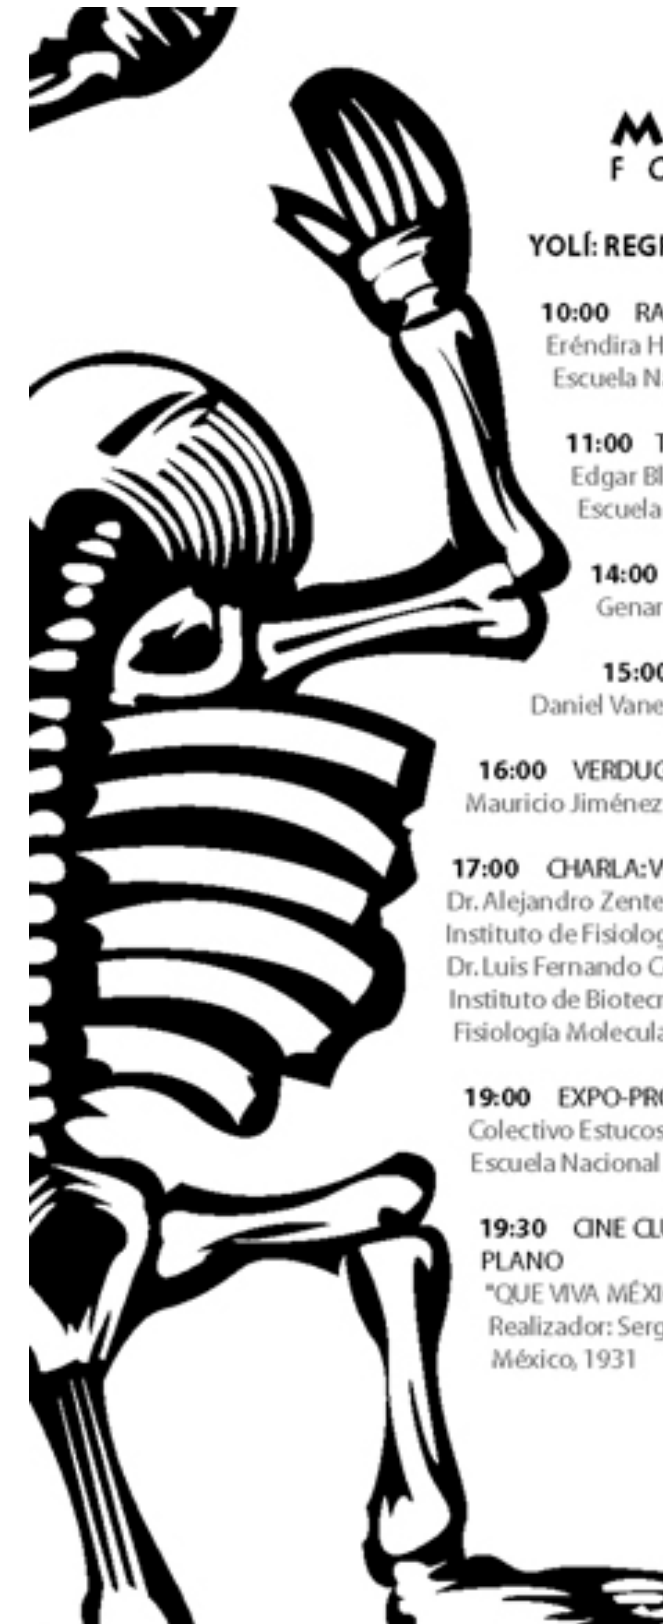 M
F O
YOLÍ: REGI
10:00 RA
Eréndira H
Escuela Na
11:00 T
Edgar Bl
Escuela
14:00
Genar
15:00
Daniel Vane
16:00 VERDUG
Mauricio Jiménez
17:00 CHARLA: V
Dr. Alejandro Zente
Instituto de Fisiolog
Dr. Luis Fernando C
Instituto de Biotecn
Fisiología Molecula
19:00 EXPO-PRO
Colectivo Estucos
Escuela Nacional
19:30 CINE CLU
PLANO
"QUE VIVA MÉXI
Realizador: Serg
México, 1931